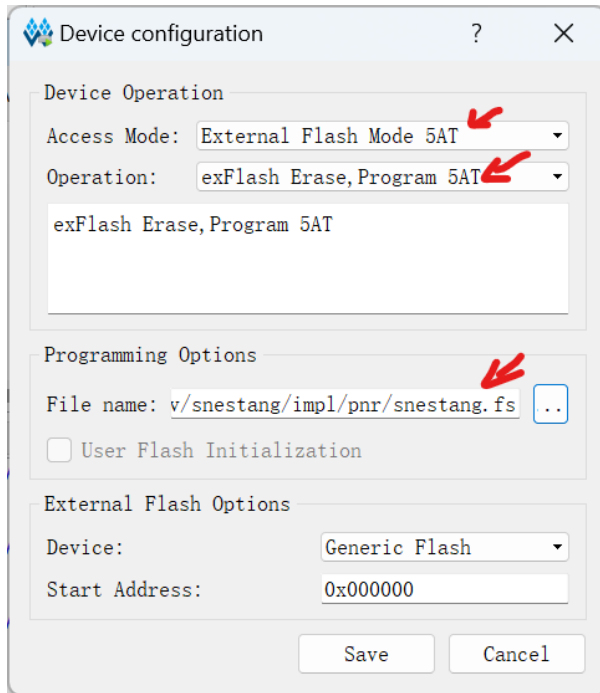 Device configuration ?
Device Operation
Access Mode: External Flash Mode 5AT
Operation: exFlash Erase,Program 5AT
exFlash Erase,Program 5AT
Programming Options
File name: v/snestang/impl/pnr/snestang.fs ...
User Flash Initialization
External Flash Options
Device: Generic Flash
Start Address: 0x000000
Save Cancel